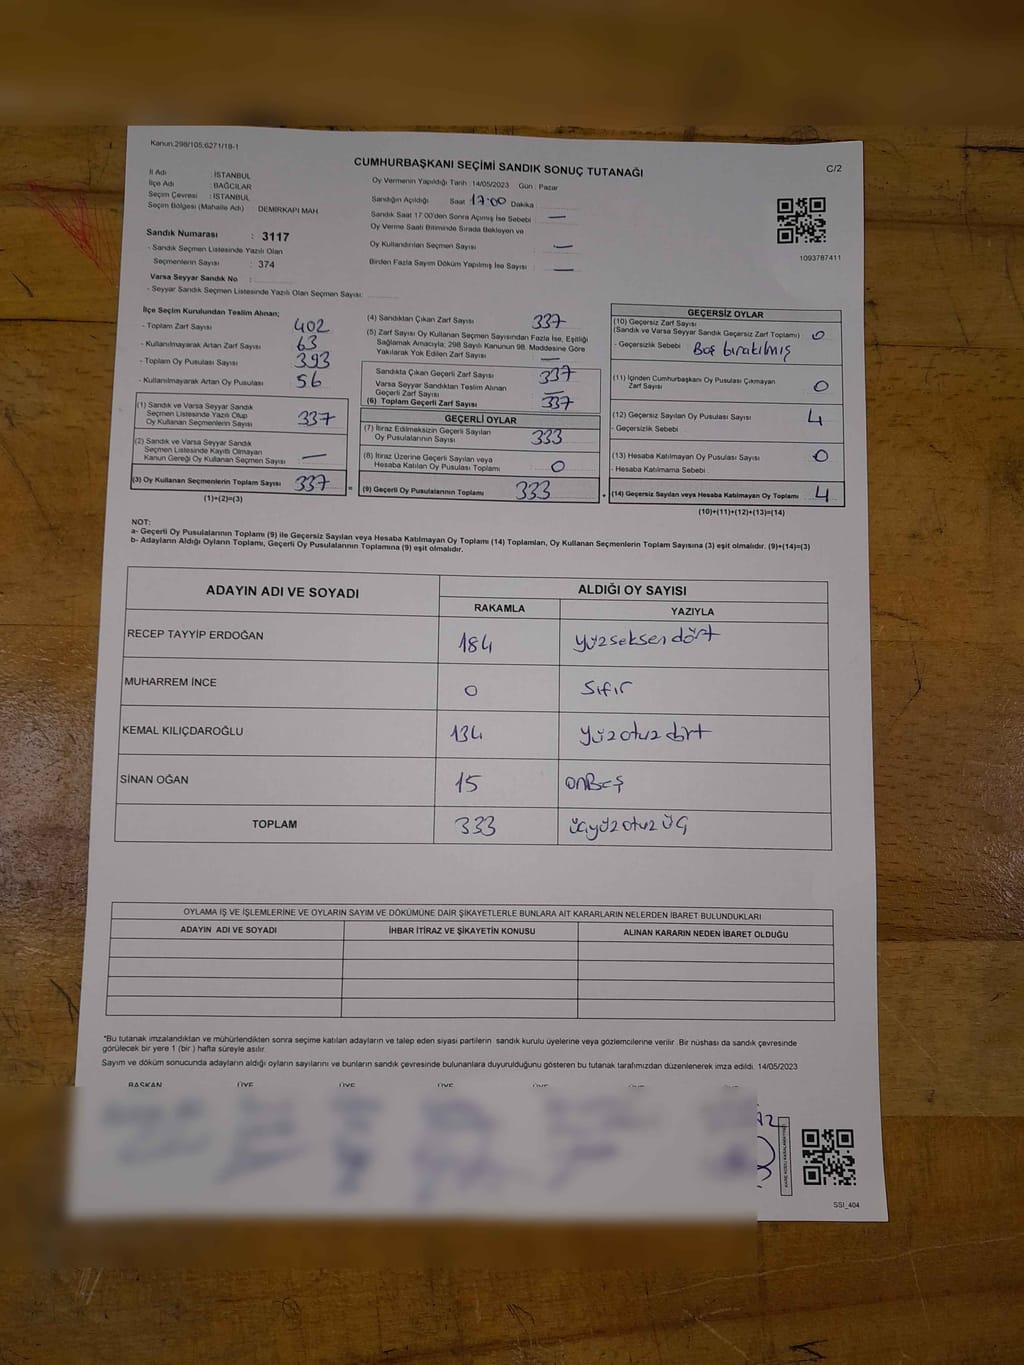 Kanun.298/105;6271/18-1
CUMHURBAŞKANI SEÇİMİ SANDIK SONUÇ TUTANAĞI
C/2
İl Adı : İSTANBUL
İlçe Adı : BAĞCILAR
Seçim Çevresi : İSTANBUL
Seçim Bölgesi (Mahalle Adı) DEMİRKAPI MAH
Sandık Numarası : 3117
- Sandık Seçmen Listesinde Yazılı Olan
Seçmenlerin Sayısı : 374
Varsa Seyyar Sandık No :
- Seyyar Sandık Seçmen Listesinde Yazılı Olan Seçmen Sayısı:
Oy Vermenin Yapıldığı Tarih :14/05/2023 Gün : Pazar
Sandığın Açıldığı Saat 17:00 Dakika
Sandık Saat 17:00'den Sonra Açımış İse Sebebi : —
Oy Verme Saati Bitiminde Sırada Bekleyen ve
Oy Kullandırılan Seçmen Sayısı : —
Birden Fazla Sayım Döküm Yapılmış İse Sayısı : —
1093787411
İlçe Seçim Kurulundan Teslim Alınan;
- Toplam Zarf Sayısı 402
- Kullanılmayarak Artan Zarf Sayısı 63
- Toplam Oy Pusulası Sayısı 393
- Kullanılmayarak Artan Oy Pusulası 56
(1) Sandık ve Varsa Seyyar Sandık
Seçmen Listesinde Yazılı Olup
Oy Kullanan Seçmenlerin Sayısı 337
(2) Sandık ve Varsa Seyyar Sandık
Seçmen Listesinde Kayıtlı Olmayan
Kanun Gereği Oy Kullanan Seçmen Sayısı : —
(3) Oy Kullanan Seçmenlerin Toplam Sayısı 337
(1)+(2)=(3)
(4) Sandıktan Çıkan Zarf Sayısı 337
(5) Zarf Sayısı Oy Kullanan Seçmen Sayısından Fazla İse, Eşitliği
Sağlamak Amacıyla; 298 Sayılı Kanunun 98. Maddesine Göre
Yakılarak Yok Edilen Zarf Sayısı : —
Sandıkta Çıkan Geçerli Zarf Sayısı 337
Varsa Seyyar Sandıktan Teslim Alınan
Geçerli Zarf Sayısı : —
(6) Toplam Geçerli Zarf Sayısı 337
GEÇERLİ OYLAR
(7) İtiraz Edilmeksizin Geçerli Sayılan
Oy Pusulalarının Sayısı 333
(8) İtiraz Üzerine Geçerli Sayılan veya
Hesaba Katılan Oy Pusulası Toplamı : 0
= (9) Geçerli Oy Pusulalarının Toplamı 333
GEÇERSİZ OYLAR
(10) Geçersiz Zarf Sayısı
(Sandık ve Varsa Seyyar Sandık Geçersiz Zarf Toplamı) : 0
- Geçersizlik Sebebi : Boş bırakılmış
(11) İçinden Cumhurbaşkanı Oy Pusulası Çıkmayan
Zarf Sayısı : 0
(12) Geçersiz Sayılan Oy Pusulası Sayısı : 4
- Geçersizlik Sebebi :
(13) Hesaba Katılmayan Oy Pusulası Sayısı : 0
- Hesaba Katılmama Sebebi :
+ (14) Geçersiz Sayılan veya Hesaba Katılmayan Oy Toplamı 4
(10)+(11)+(12)+(13)=(14)
NOT:
a- Geçerli Oy Pusulalarının Toplamı (9) ile Geçersiz Sayılan veya Hesaba Katılmayan Oy Toplamı (14) Toplamları, Oy Kullanan Seçmenlerin Toplam Sayısına (3) eşit olmalıdır. (9)+(14)=(3)
b- Adayların Aldığı Oyların Toplamı, Geçerli Oy Pusulalarının Toplamına (9) eşit olmalıdır.
ADAYIN ADI VE SOYADI ALDIĞI OY SAYISI
RAKAMLA YAZIYLA
RECEP TAYYİP ERDOĞAN 184 yüzseksendört
MUHARREM İNCE 0 Sıfır
KEMAL KILIÇDAROĞLU 134 yüzotuzdört
SİNAN OĞAN 15 onBeş
TOPLAM 333 üçyüzotuzüç
OYLAMA İŞ VE İŞLEMLERİNE VE OYLARIN SAYIM VE DÖKÜMÜNE DAİR ŞİKAYETLERLE BUNLARA AİT KARARLARIN NELERDEN İBARET BULUNDUKLARI
ADAYIN ADI VE SOYADI İHBAR İTİRAZ VE ŞİKAYETİN KONUSU ALINAN KARARIN NEDEN İBARET OLDUĞU
*Bu tutanak imzalandıktan ve mühürlendikten sonra seçime katılan adayların ve talep eden siyasi partilerin sandık kurulu üyelerine veya gözlemcilerine verilir. Bir nüshası da sandık çevresinde
görülecek bir yere 1 (bir ) hafta süreyle asılır.
Sayım ve döküm sonucunda adayların aldığı oyların sayılarını ve bunların sandık çevresinde bulunanlara duyurulduğunu gösteren bu tutanak tarafımızdan düzenlenerek imza edildi. 14/05/2023
BAŞKAN ÜYE ÜYE ÜYE
SSI_404